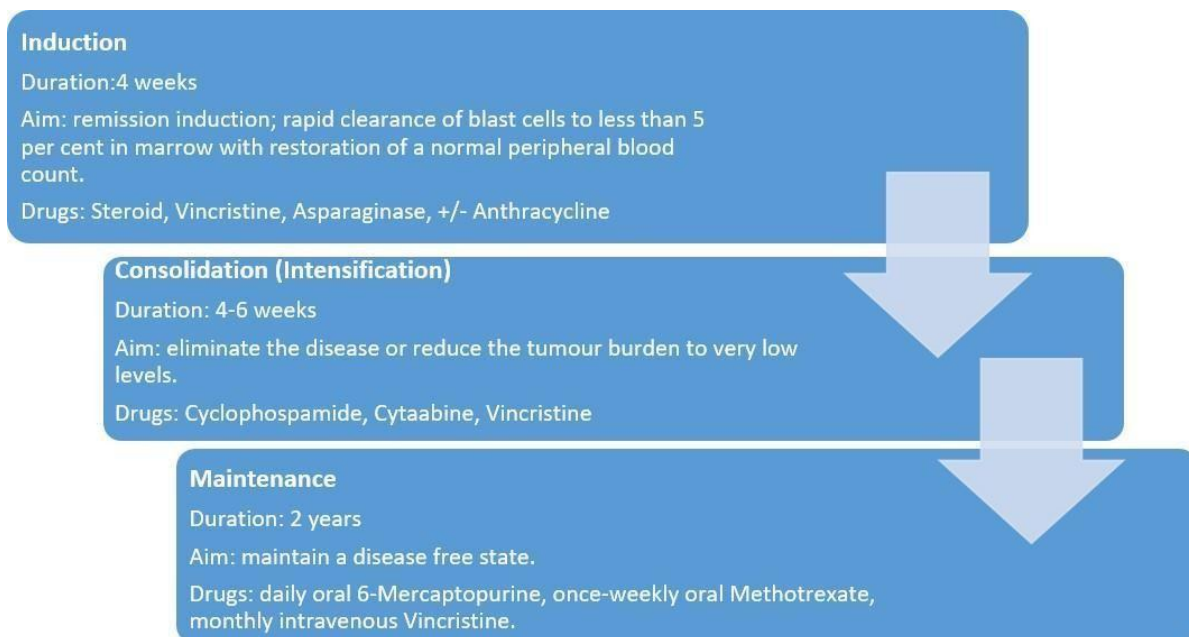 Induction
Duration:4 weeks
Aim: remission induction; rapid clearance of blast cells to less than 5
per cent in marrow with restoration of a normal peripheral blood
count.
Drugs: Steroid, Vincristine, Asparaginase, +/- Anthracycline
Consolidation (Intensification)
Duration: 4-6 weeks
Aim: eliminate the disease or reduce the tumour burden to very low
levels.
Drugs: Cyclophospamide, Cytaabine, Vincristine
Maintenance
Duration: 2 years
Aim: maintain a disease free state.
Drugs: daily oral 6-Mercaptopurine, once-weekly oral Methotrexate,
monthly intravenous Vincristine.